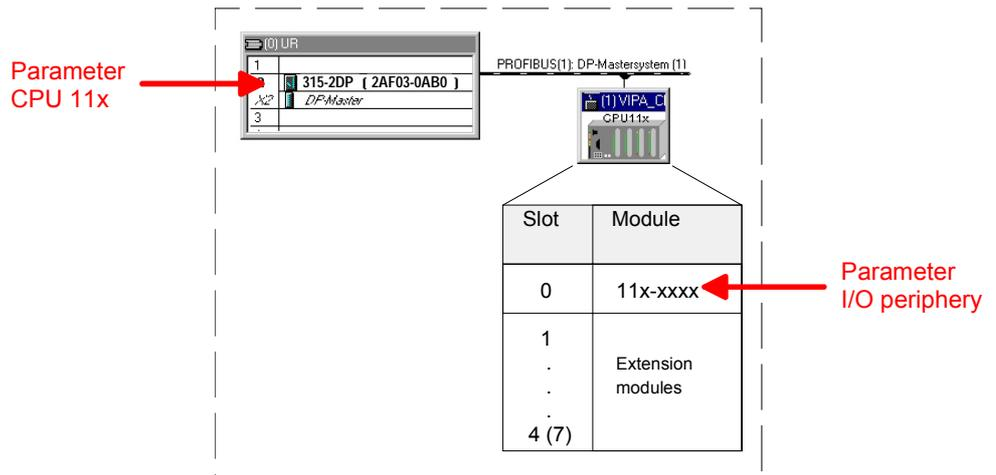 (0) UR
1
315-2DP ( 2AF03-0AB0 )
X2 DP-Master
3
Parameter
CPU 11x
PROFIBUS(1): DP-Mastersystem (1)
(1) VIPA_C
CPU11x
Slot Module
0 11x-xxxx
1
.
.
.
4 (7)
Extension
modules
Parameter
I/O periphery